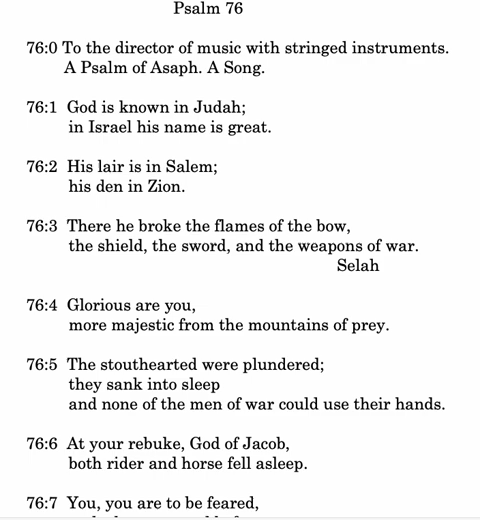 Psalm 76
76:0 To the director of music with stringed instruments.
A Psalm of Asaph. A Song.
76:1 God is known in Judah;
in Israel his name is great.
76:2 His lair is in Salem;
his den in Zion.
76:3 There he broke the flames of the bow,
the shield, the sword, and the weapons of war.
Selah
76:4 Glorious are you,
more majestic from the mountains of prey.
76:5 The stouthearted were plundered;
they sank into sleep
and none of the men of war could use their hands.
76:6 At your rebuke, God of Jacob,
both rider and horse fell asleep.
76:7 You, you are to be feared,